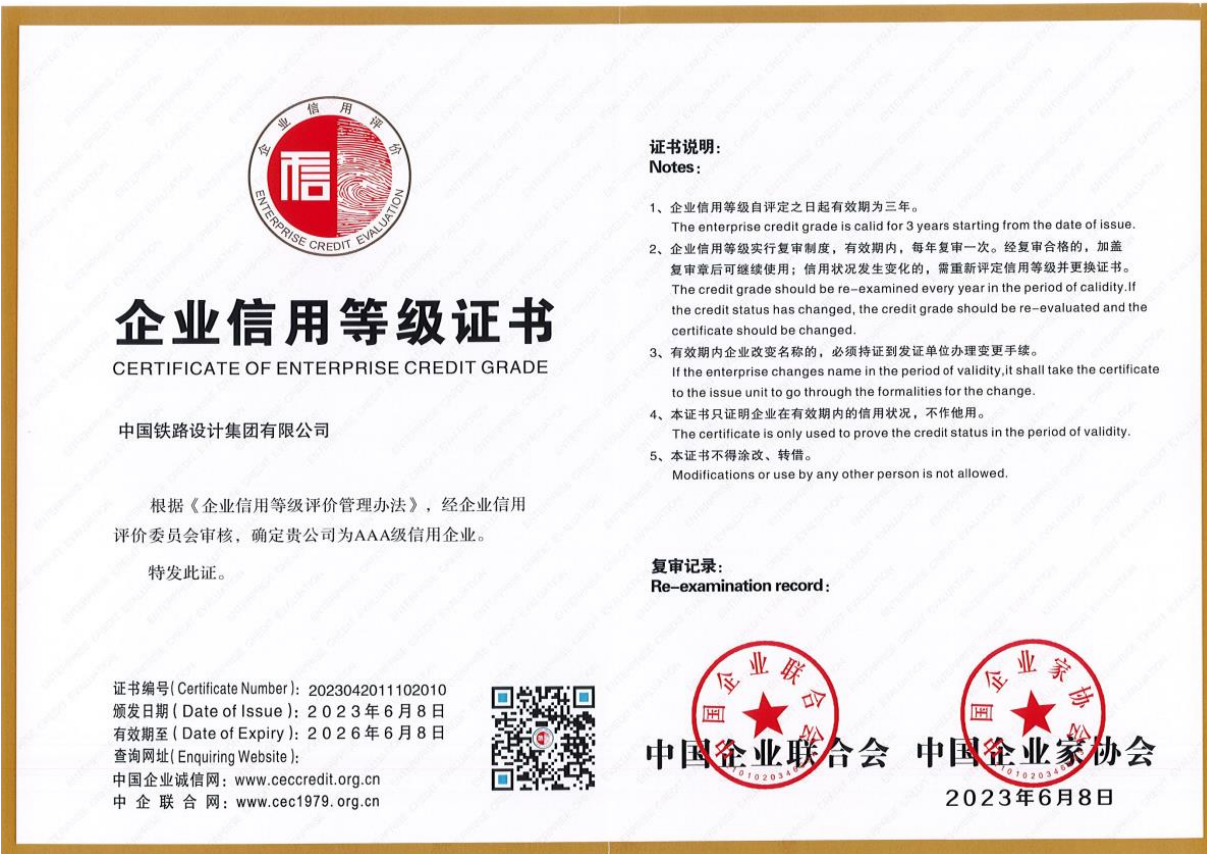 企业信用评价
信
ENTERPRISE CREDIT EVALUATION
企业信用等级证书
CERTIFICATE OF ENTERPRISE CREDIT GRADE
中国铁路设计集团有限公司
根据《企业信用等级评价管理办法》，经企业信用
评价委员会审核，确定贵公司为AAA级信用企业。
特发此证。
证书编号(Certificate Number)：2023042011102010
颁发日期(Date of Issue)：2023年6月8日
有效期至(Date of Expiry)：2026年6月8日
查询网址(Enquiring Website)：
中国企业诚信网：www.ceccredit.org.cn
中企联合网：www.cec1979.org.cn
证书说明：
Notes：
1、企业信用等级自评定之日起有效期为三年。
The enterprise credit grade is calid for 3 years starting from the date of issue.
2、企业信用等级实行复审制度，有效期内，每年复审一次。经复审合格的，加盖
复审章后可继续使用；信用状况发生变化的，需重新评定信用等级并更换证书。
The credit grade should be re-examined every year in the period of calidity.If
the credit status has changed, the credit grade should be re-evaluated and the
certificate should be changed.
3、有效期内企业改变名称的，必须持证到发证单位办理变更手续。
If the enterprise changes name in the period of validity,it shall take the certificate
to the issue unit to go through the formalities for the change.
4、本证书只证明企业在有效期内的信用状况，不作他用。
The certificate is only used to prove the credit status in the period of validity.
5、本证书不得涂改、转借。
Modifications or use by any other person is not allowed.
复审记录：
Re-examination record：
中国企业联合会
中国企业家协会
中国企业联合会
中国企业家协会
2023年6月8日